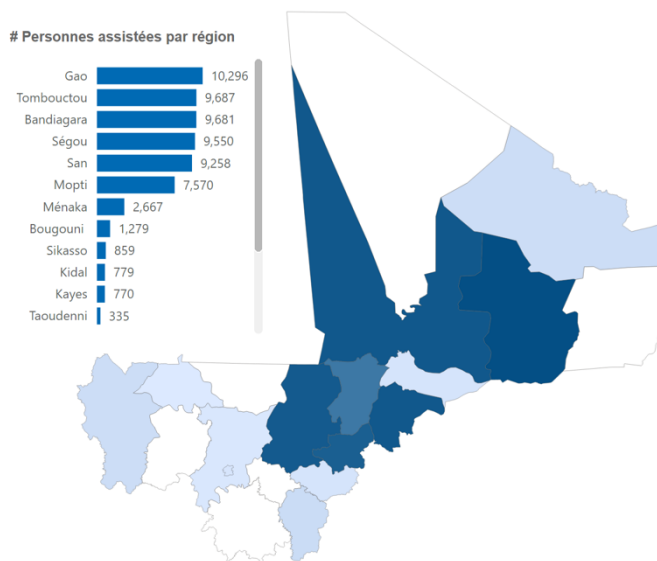 # Personnes assistées par région
Gao 10,296
Tombouctou 9,687
Bandiagara 9,681
Ségou 9,550
San 9,258
Mopti 7,570
Ménaka 2,667
Bougouni 1,279
Sikasso 859
Kidal 779
Kayes 770
Taoudenni 335